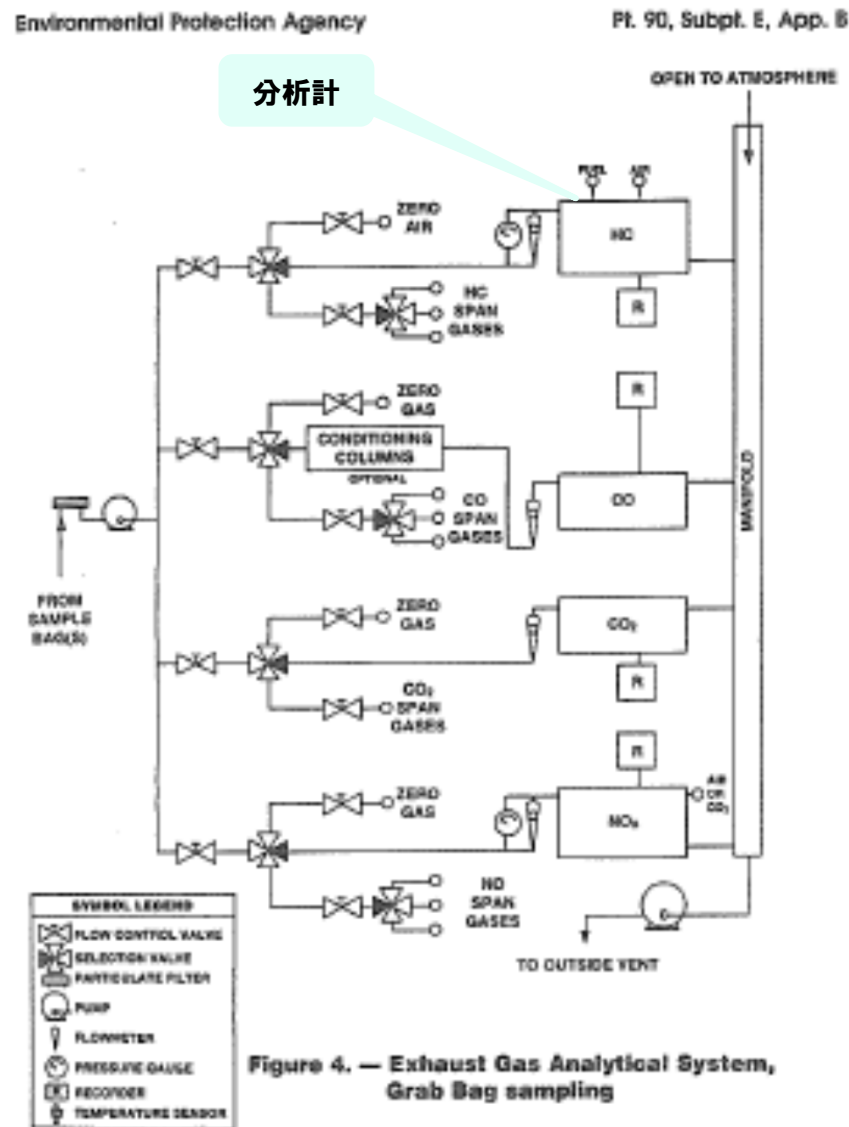 Environmental Protection Agency
Pt. 90, Subpt. E, App. B
分析計
OPEN TO ATMOSPHERE
FUEL
AIR
ZERO
AIR
HC
HC
SPAN
GASES
R
ZERO
GAS
R
CONDITIONING
COLUMNS
OPTIONAL
CO
CO
SPAN
GASES
MANIFOLD
FROM
SAMPLE
BAG(S)
ZERO
GAS
CO₂
R
CO₂
SPAN
GASES
R
ZERO
GAS
NOₓ
AIR
OR
O₂
NO
SPAN
GASES
TO OUTSIDE VENT
SYMBOL LEGEND
FLOW CONTROL VALVE
SELECTION VALVE
PARTICULATE FILTER
PUMP
FLOWMETER
PRESSURE GAUGE
R RECORDER
TEMPERATURE SENSOR
Figure 4. — Exhaust Gas Analytical System,
Grab Bag sampling